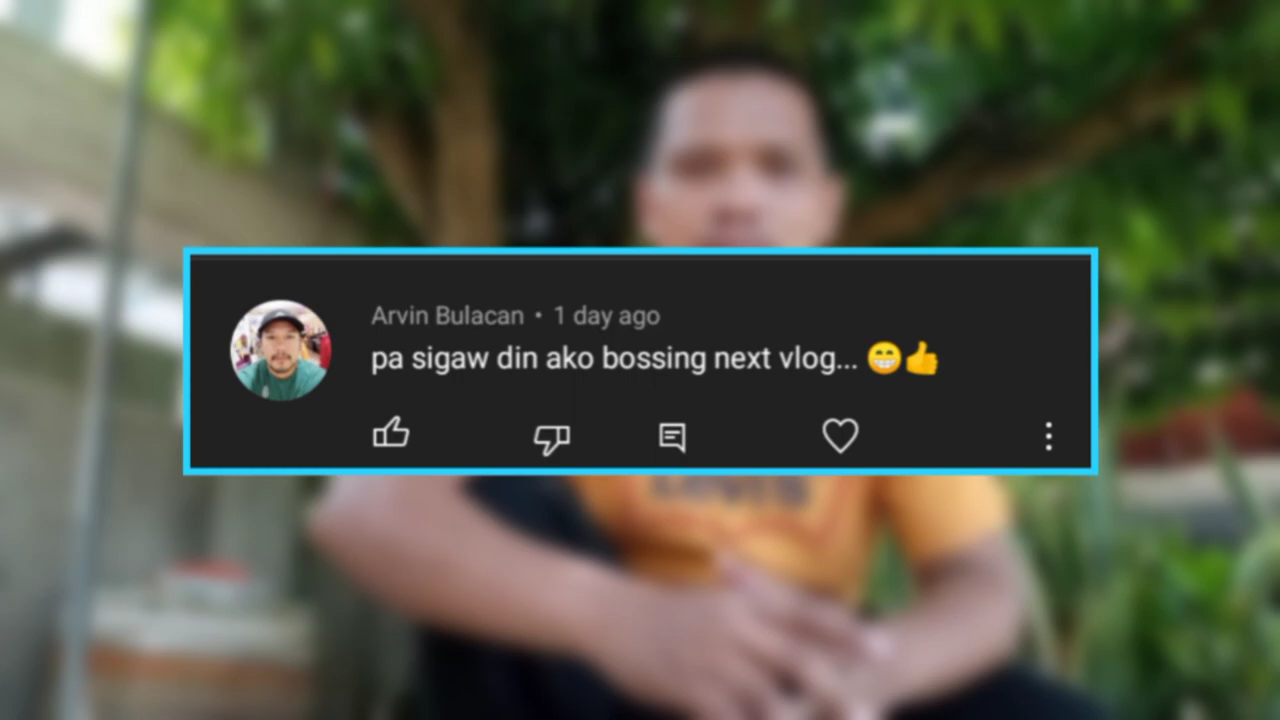 Arvin Bulacan • 1 day ago
pa sigaw din ako bossing next vlog... 😁👍